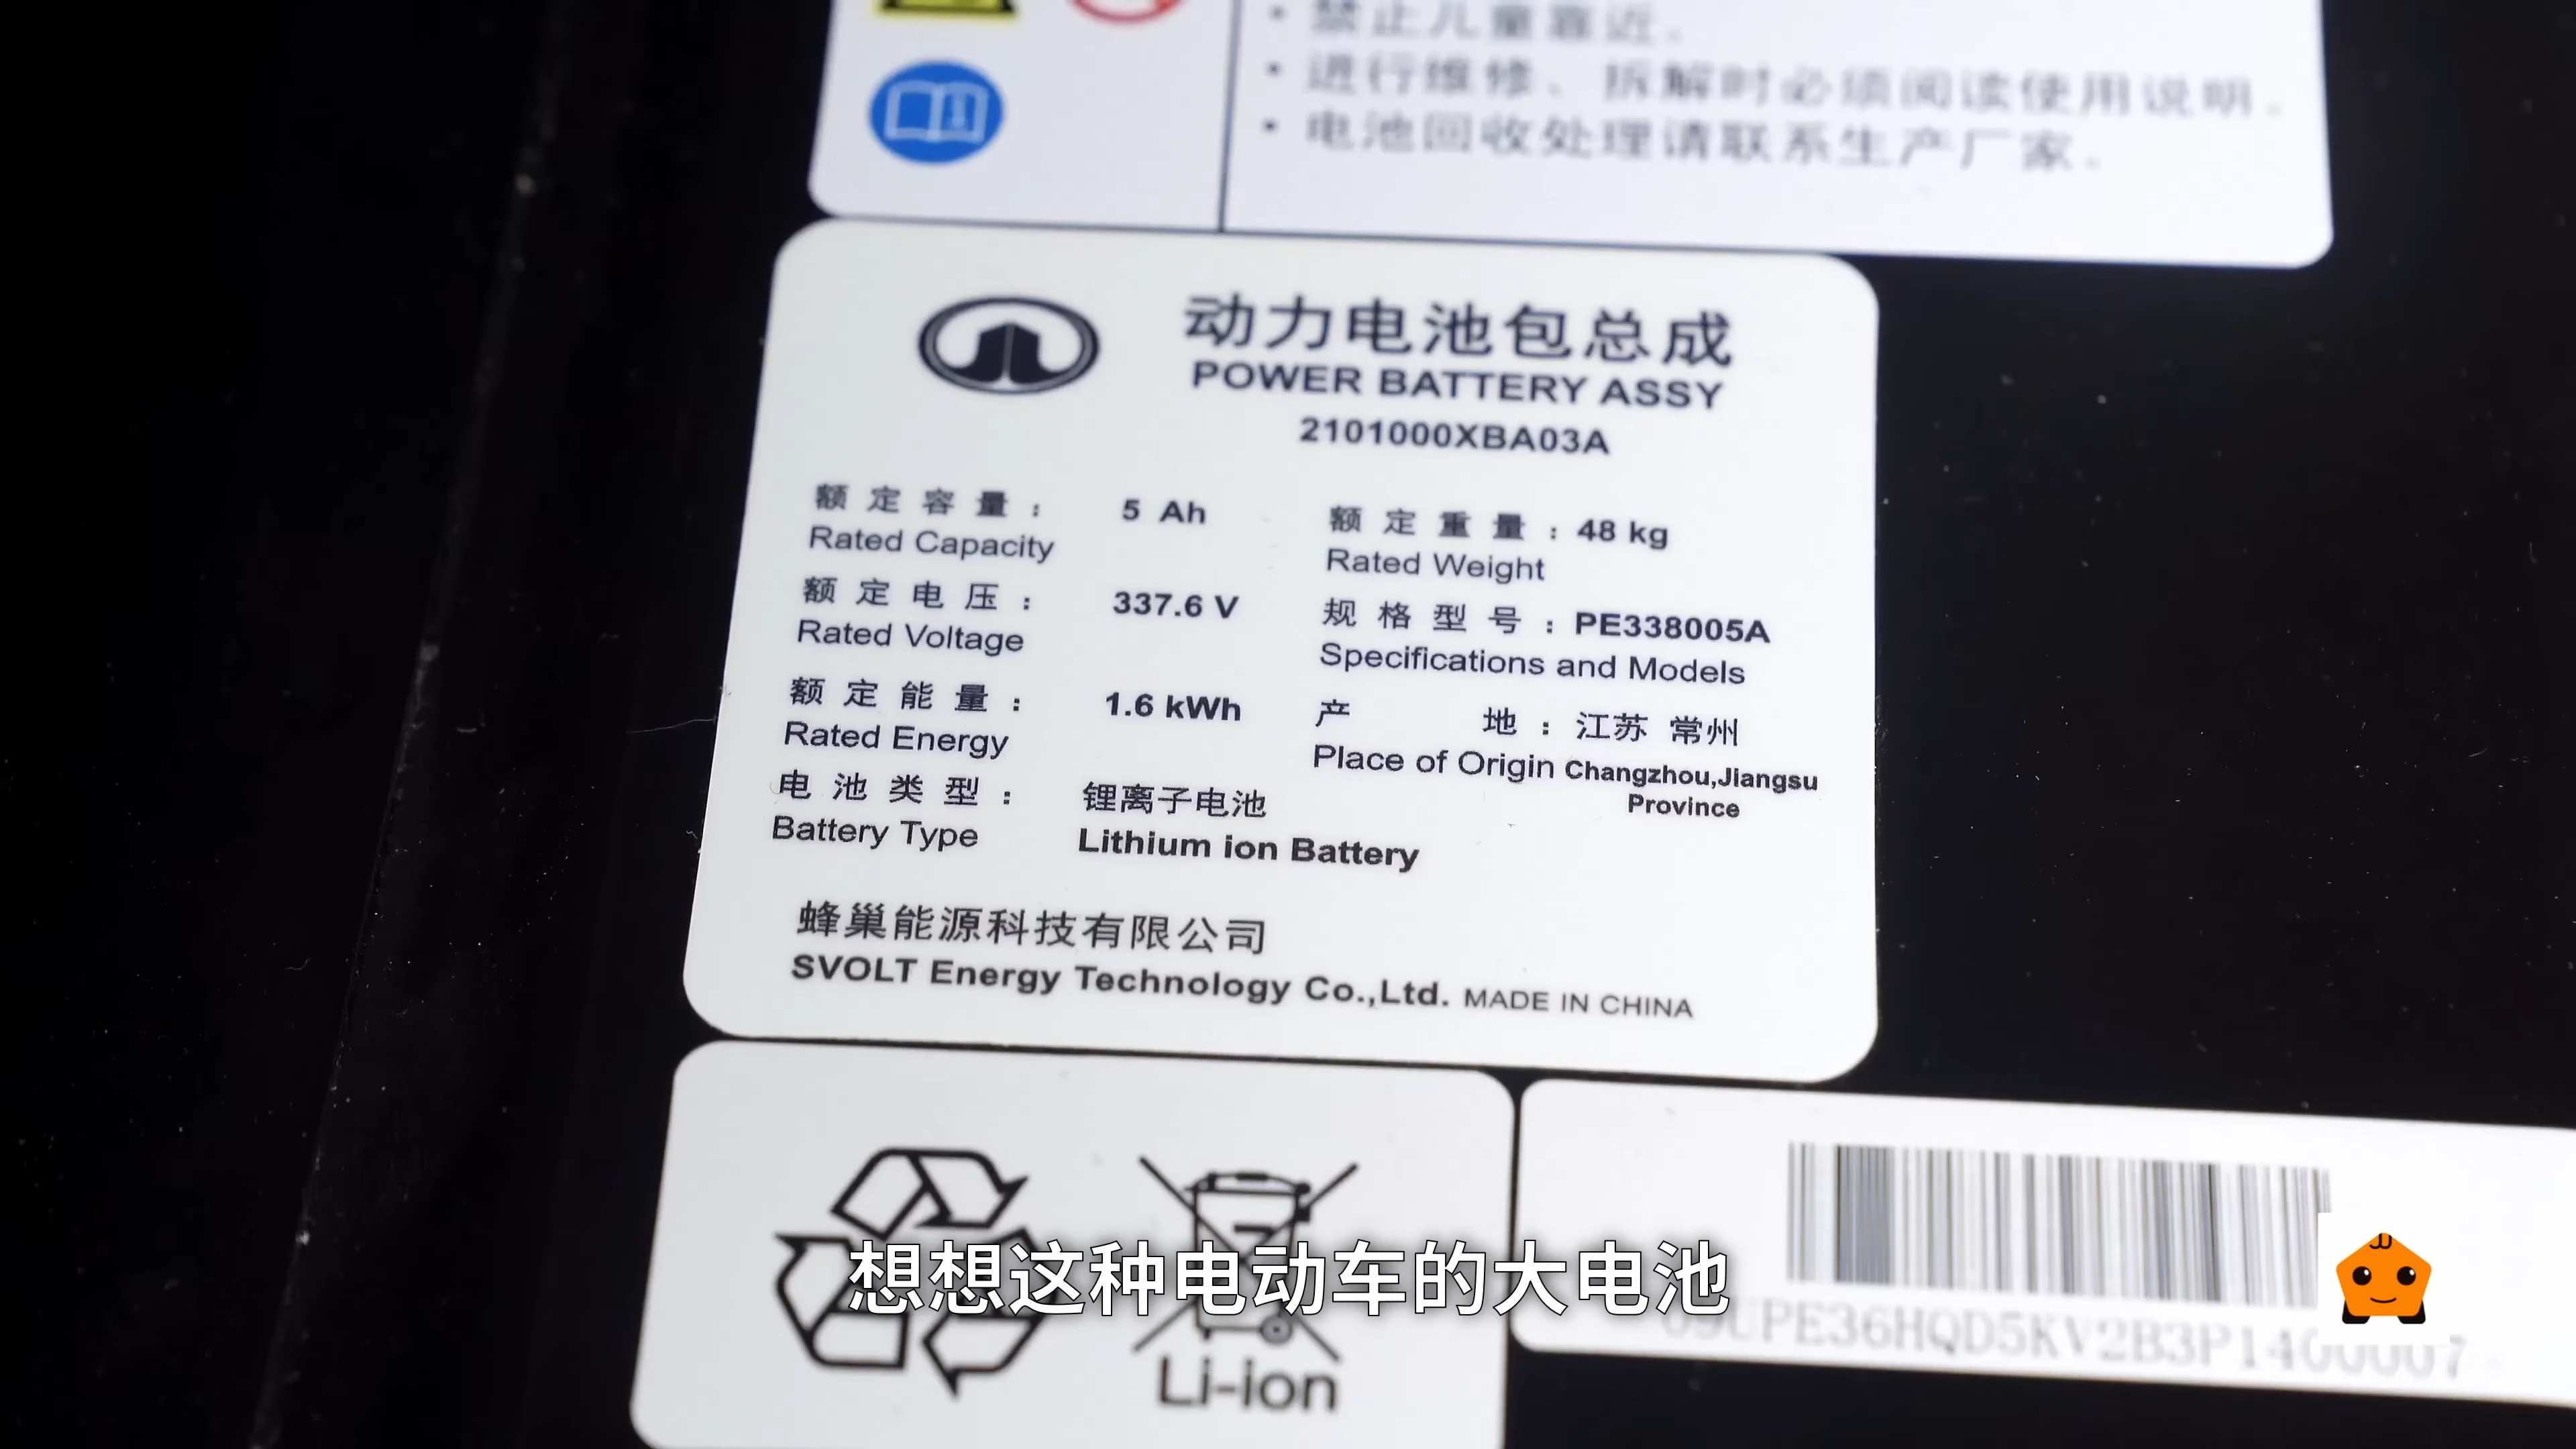 • 禁止儿童靠近。
• 进行维修、拆解时必须阅读使用说明。
• 电池回收处理请联系生产厂家。
动力电池包总成
POWER BATTERY ASSY
2101000XBA03A
额定容量： 5 Ah
Rated Capacity
额定重量：48 kg
Rated Weight
额定电压： 337.6 V
Rated Voltage
规格型号：PE338005A
Specifications and Models
额定能量： 1.6 kWh
Rated Energy
产 地：江苏 常州
Place of Origin Changzhou,Jiangsu
Province
电池类型： 锂离子电池
Battery Type Lithium ion Battery
蜂巢能源科技有限公司
SVOLT Energy Technology Co.,Ltd. MADE IN CHINA
想想这种电动车的大电池
Li-ion